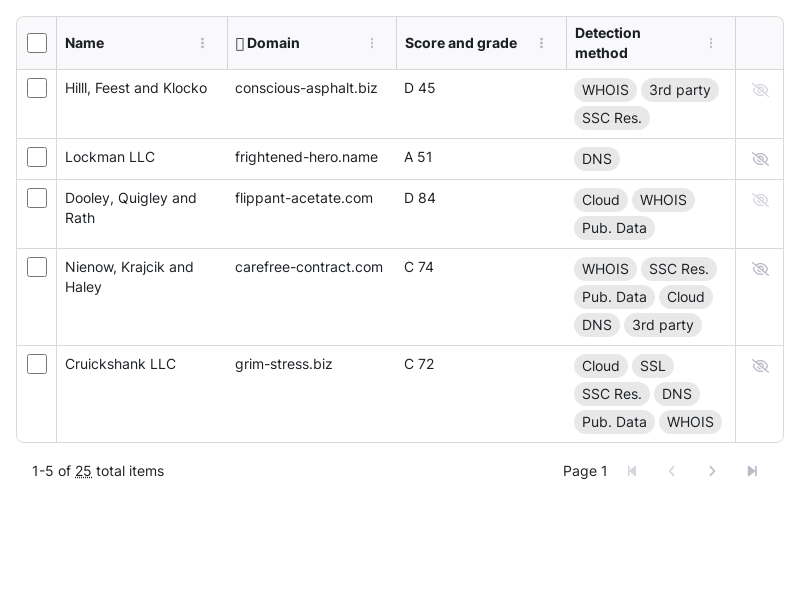 Name Domain Score and grade Detection
method
Hilll, Feest and Klocko conscious-asphalt.biz D 45 WHOIS 3rd party
SSC Res.
Lockman LLC frightened-hero.name A 51 DNS
Dooley, Quigley and flippant-acetate.com D 84 Cloud WHOIS
Rath Pub. Data
Nienow, Krajcik and carefree-contract.com C 74 WHOIS SSC Res.
Haley Pub. Data Cloud
DNS 3rd party
Cruickshank LLC grim-stress.biz C 72 Cloud SSL
SSC Res. DNS
Pub. Data WHOIS
1-5 of 25 total items Page 1